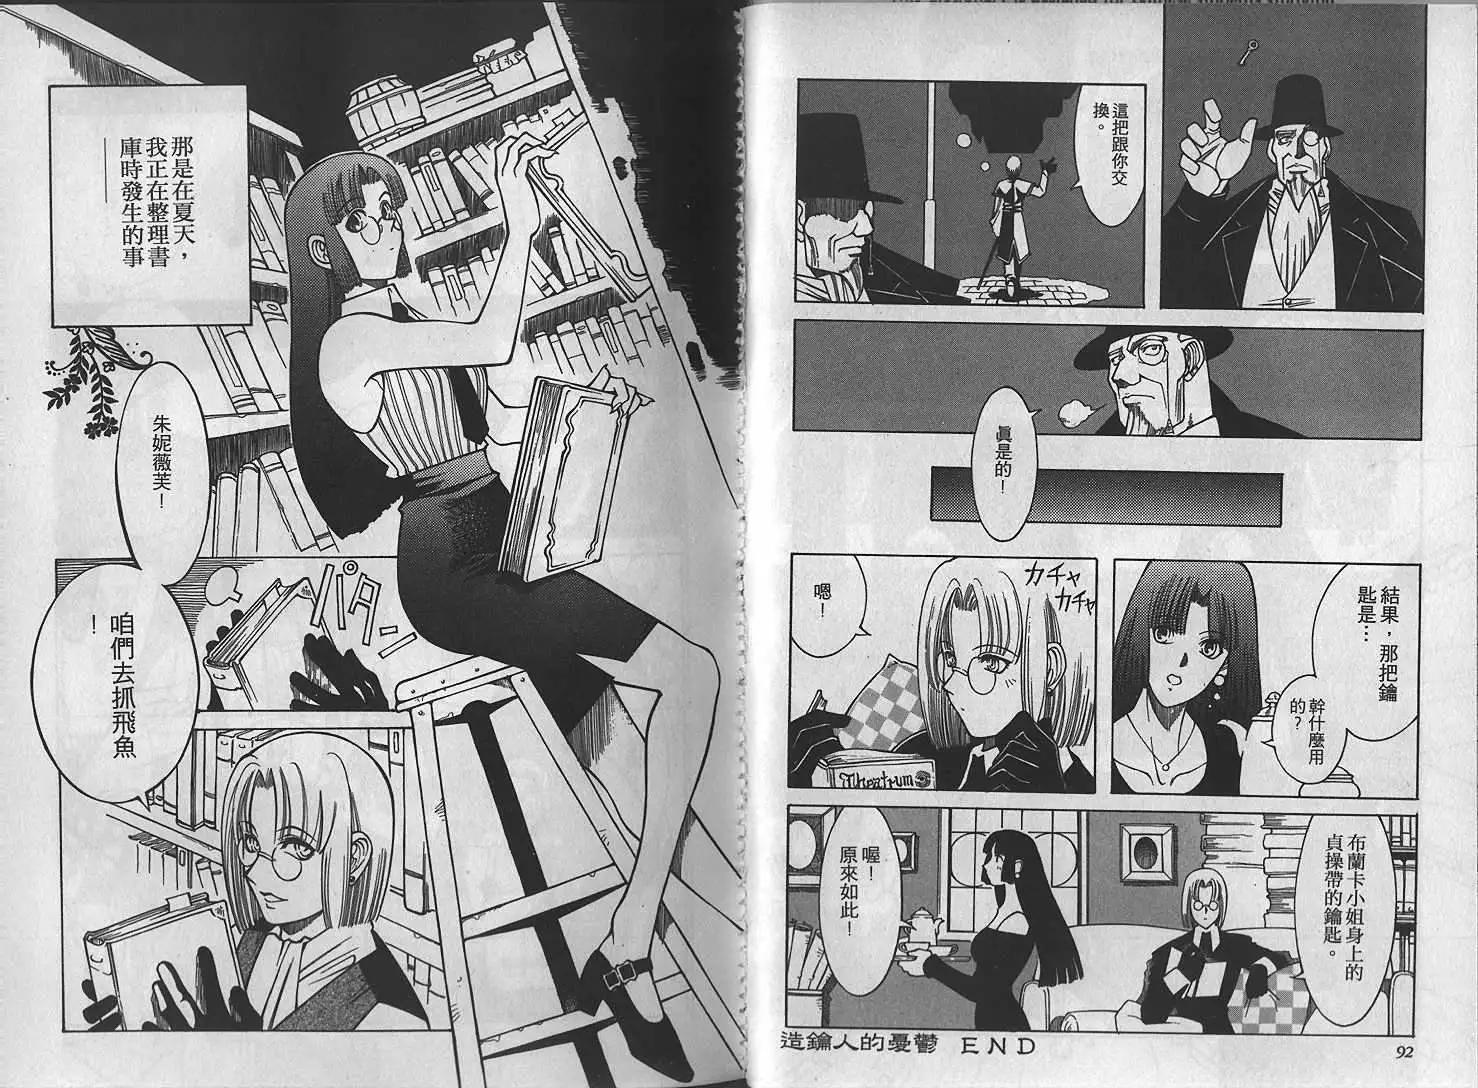 這把跟你交
換。
眞是的！
結果，那把鑰
匙是…
幹什麼用
的？
カチャ
カチャ
嗯！
Theatrum
布蘭卡小姐身上的
貞操帶的鑰匙。
喔！
原來如此！
造鑰人的憂鬱 END
92
那是在夏天，
我正在整理書
庫時發生的事
——
朱妮薇芙！
パタン
咱們去抓飛魚
！